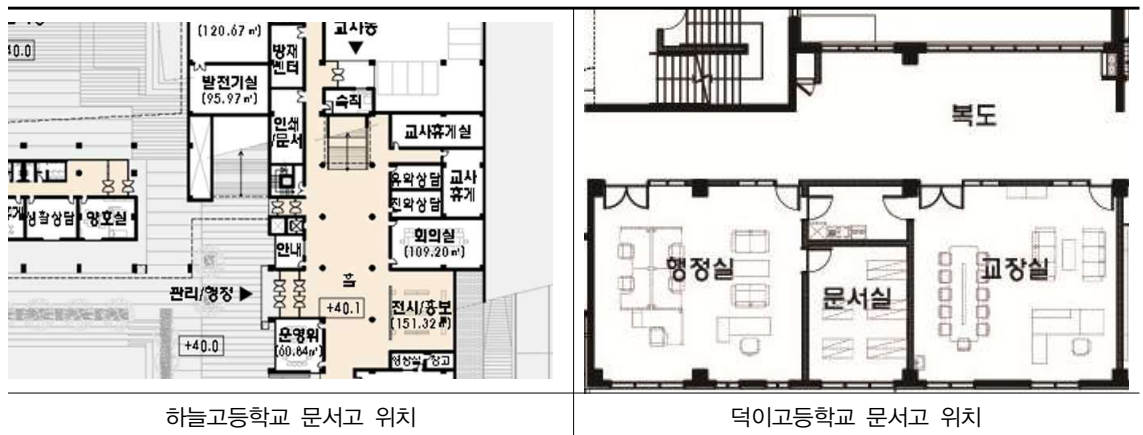 (120.67㎡)
40.0
방재
센터
교사동
발전기실
(95.97㎡)
숙직
인쇄
/문서
교사휴게실
교사
휴게
유학상담
진학상담
회의실
(109.20㎡)
양호실
안내
홀
관리/행정
+40.1
전시/홍보
(151.32㎡)
+40.0
운영위
(60.84㎡)
영상실
창고
복도
행정실
문서실
교장실
하늘고등학교 문서고 위치
덕이고등학교 문서고 위치